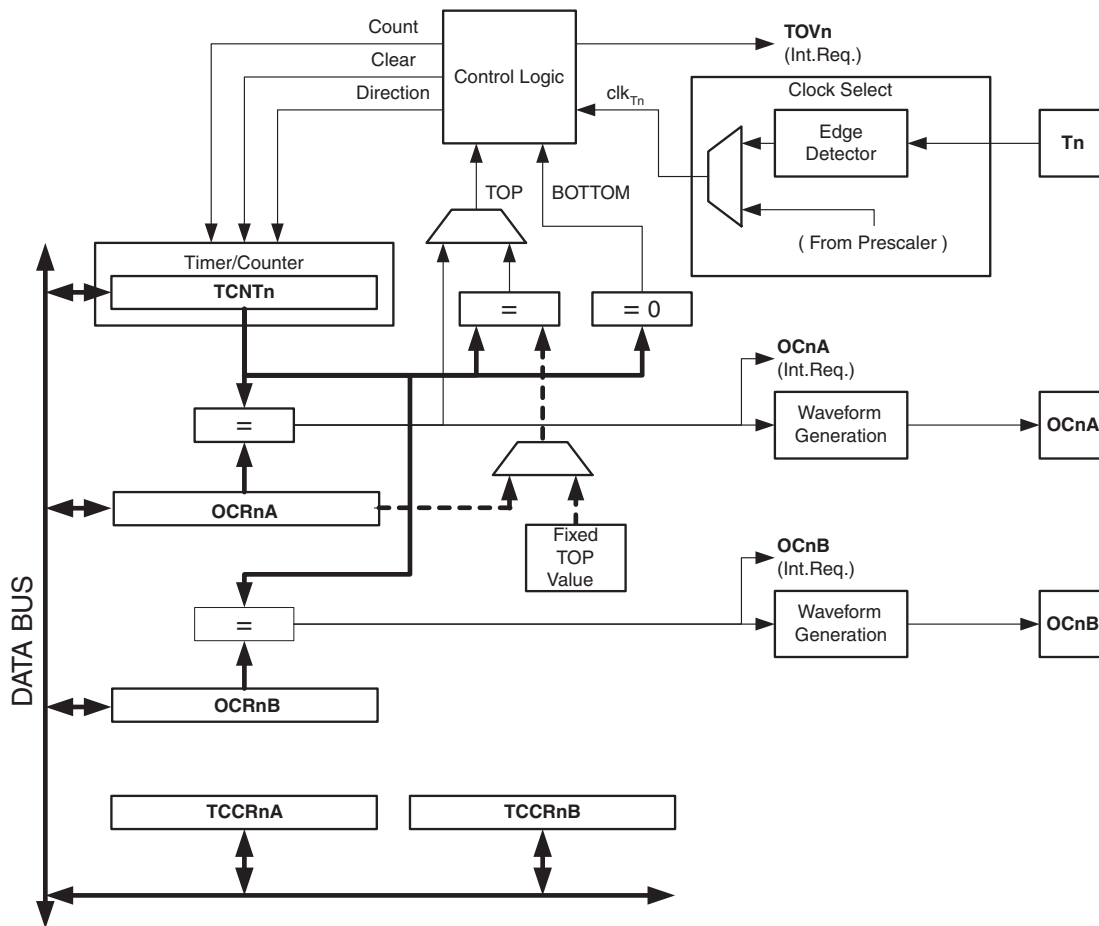 Count
Clear
Direction
Control Logic
TOVn
(Int.Req.)
clkTn
Clock Select
Edge
Detector
Tn
( From Prescaler )
TOP
BOTTOM
Timer/Counter
TCNTn
=
= 0
OCnA
(Int.Req.)
=
Waveform
Generation
OCnA
OCRnA
Fixed
TOP
Value
OCnB
(Int.Req.)
=
Waveform
Generation
OCnB
OCRnB
DATA BUS
TCCRnA
TCCRnB